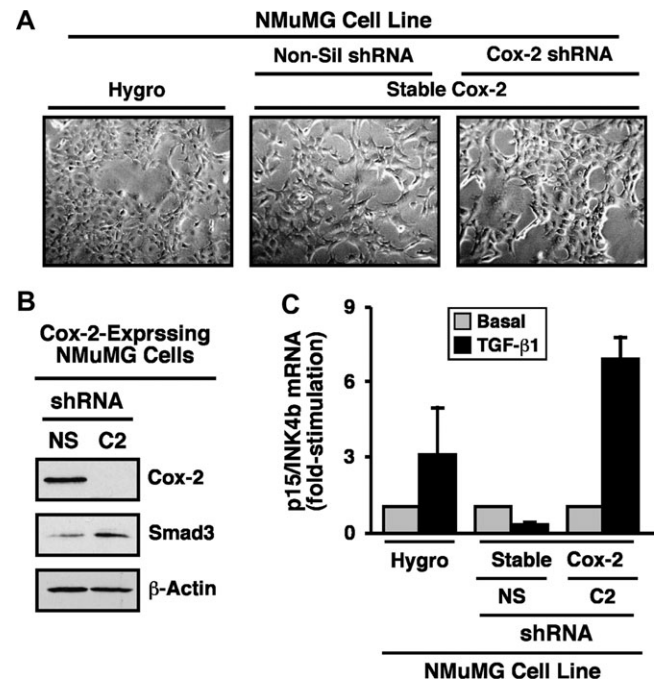 A
NMuMG Cell Line
Non-Sil shRNA
Cox-2 shRNA
Hygro
Stable Cox-2
B
Cox-2-Exprssing
NMuMG Cells
shRNA
NS C2
Cox-2
Smad3
β-Actin
C
p15/INK4b mRNA
(fold-stimulation)
9
6
3
0
Basal
TGF-β1
Hygro
Stable Cox-2
NS C2
shRNA
NMuMG Cell Line